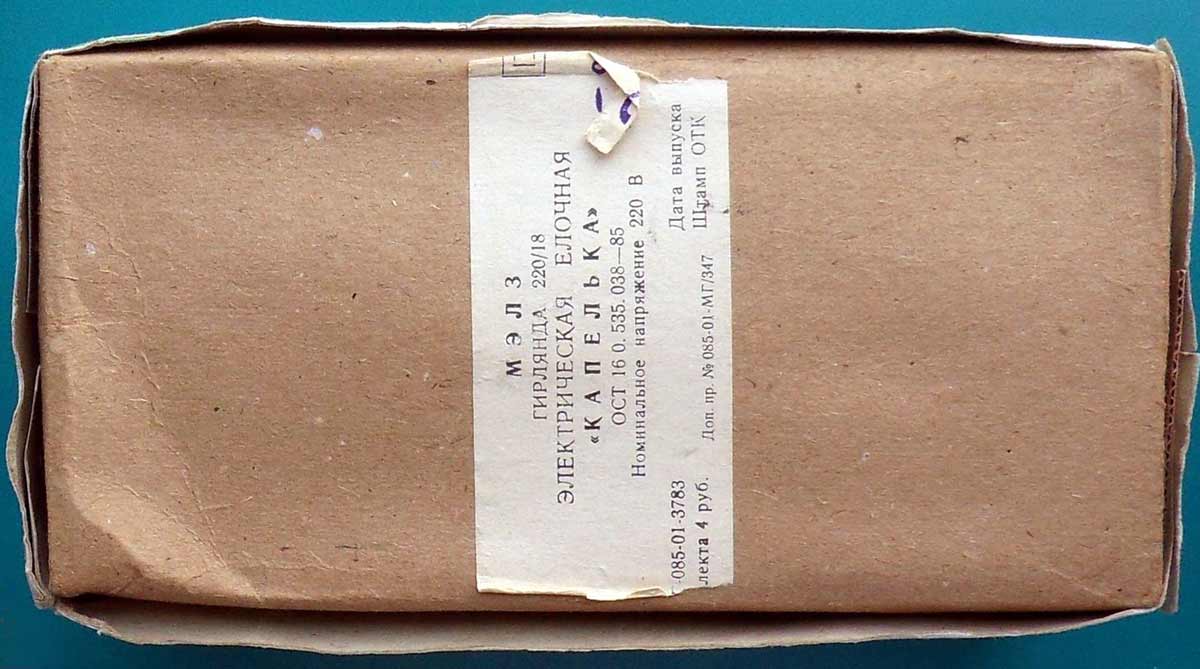 МЭЛЗ
ГИРЛЯНДА 220/18
ЭЛЕКТРИЧЕСКАЯ ЕЛОЧНАЯ
«КАПЕЛЬКА»
ОСТ 16 0.535.038—85
Номинальное напряжение 220 В
-085-01-3783
лекта 4 руб.
Доп. пр. № 085-01-МГ/347
Дата выпуска
Штамп ОТК